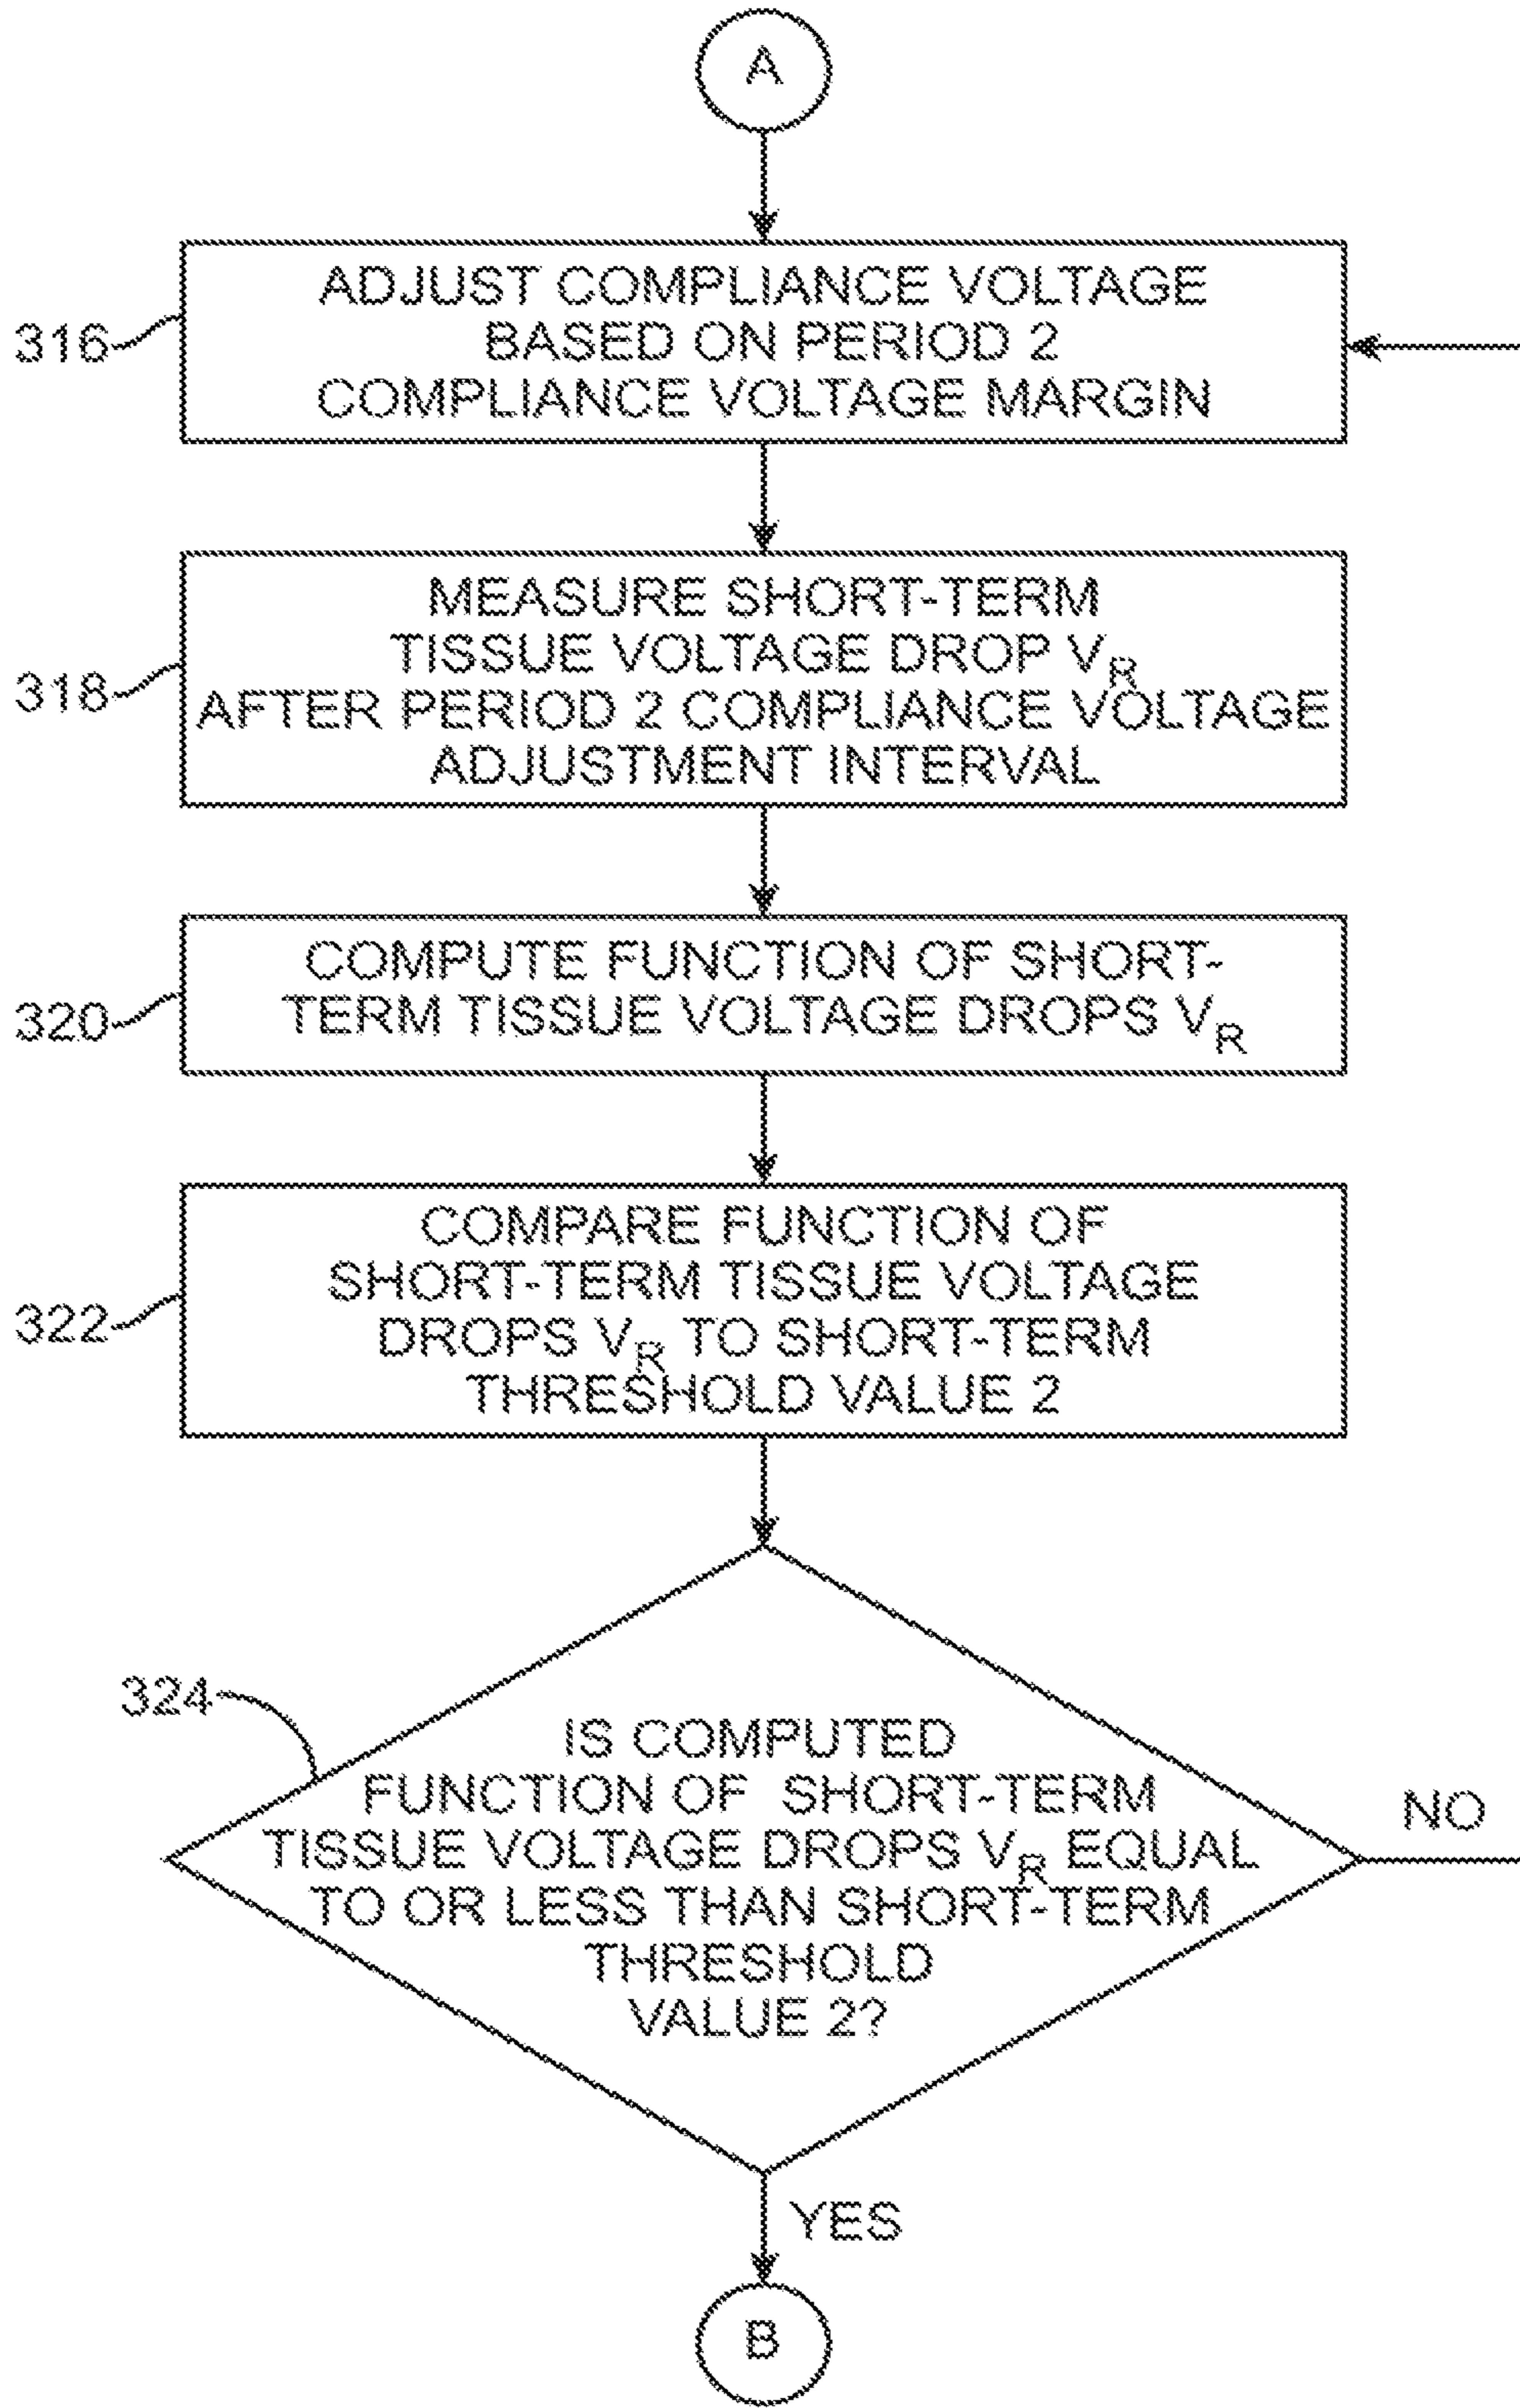 A
316
ADJUST COMPLIANCE VOLTAGE
BASED ON PERIOD 2
COMPLIANCE VOLTAGE MARGIN
318
MEASURE SHORT-TERM
TISSUE VOLTAGE DROP VR
AFTER PERIOD 2 COMPLIANCE VOLTAGE
ADJUSTMENT INTERVAL
320
COMPUTE FUNCTION OF SHORT-
TERM TISSUE VOLTAGE DROPS VR
322
COMPARE FUNCTION OF
SHORT-TERM TISSUE VOLTAGE
DROPS VR TO SHORT-TERM
THRESHOLD VALUE 2
324
IS COMPUTED
FUNCTION OF SHORT-TERM
TISSUE VOLTAGE DROPS VR EQUAL
TO OR LESS THAN SHORT-TERM
THRESHOLD
VALUE 2?
NO
YES
B